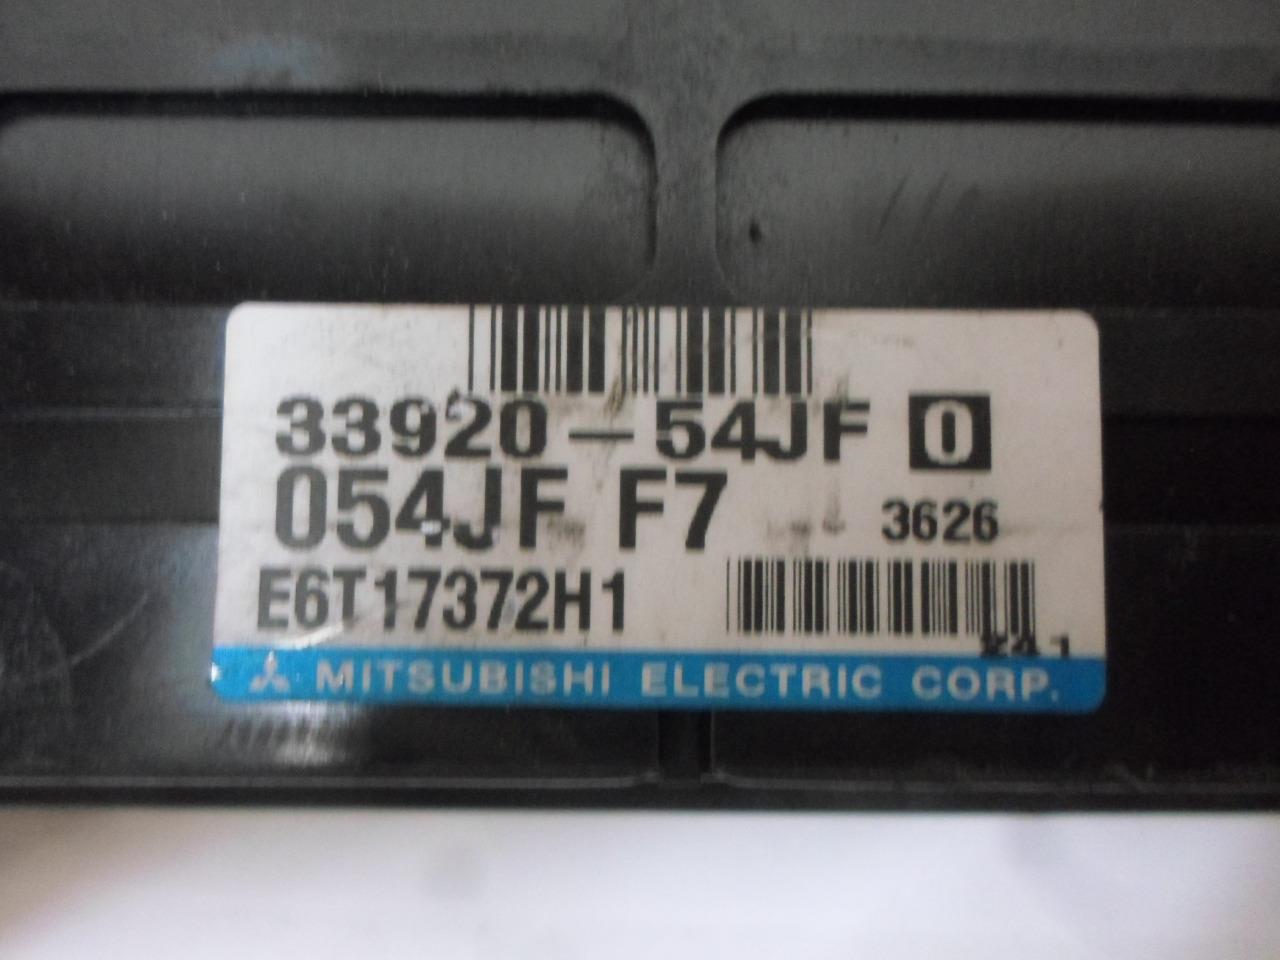 33920-54JF 0
054JF F7 3626
E6T17372H1
MITSUBISHI ELECTRIC CORP.